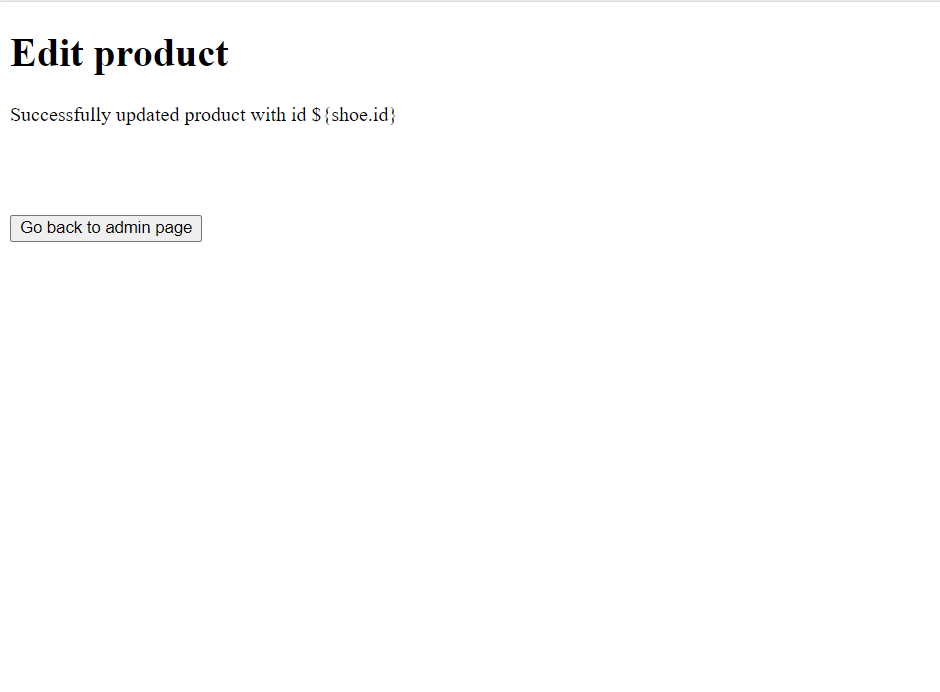 Edit product
Successfully updated product with id ${shoe.id}
Go back to admin page